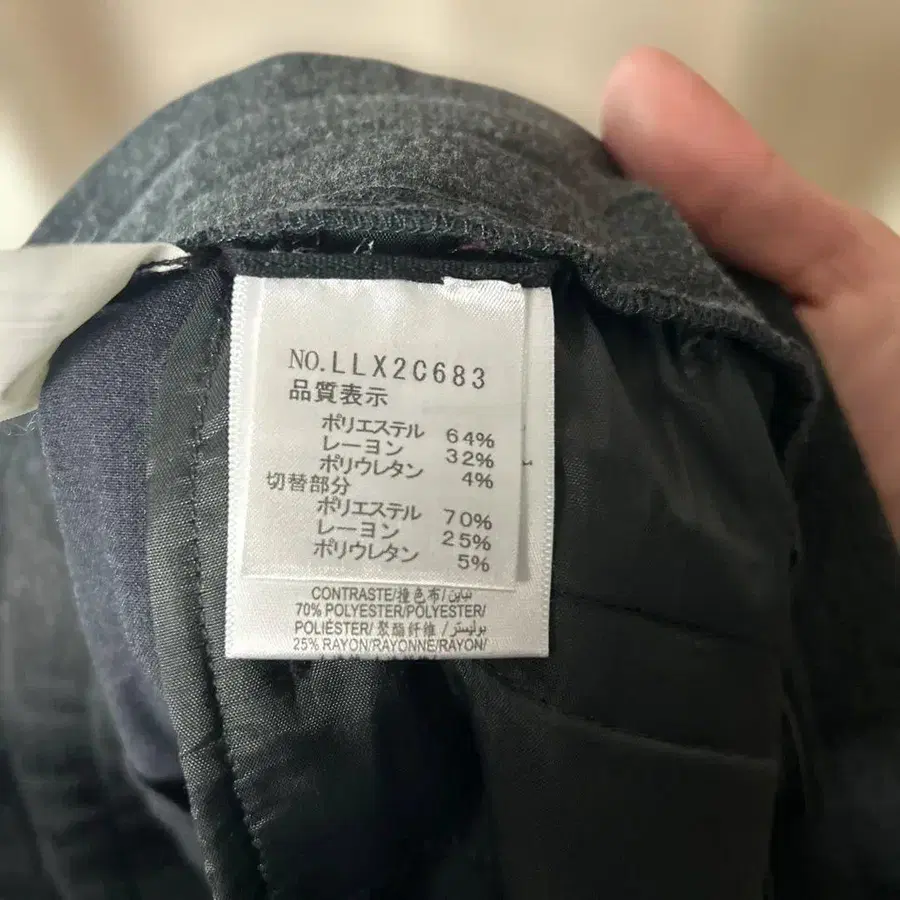 NO.LLX2C683
品質表示
ポリエステル 64%
レーヨン 32%
ポリウレタン 4%
切替部分
ポリエステル 70%
レーヨン 25%
ポリウレタン 5%
CONTRASTE/撞色布/تباين/
70% POLYESTER/POLYESTER/
POLIÉSTER/聚酯纤维/بوليستر/
25% RAYON/RAYONNE/RAYON/